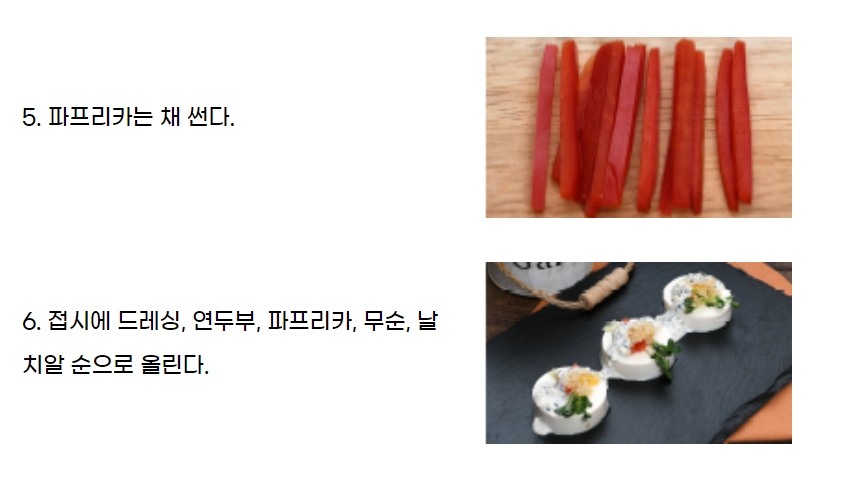 5. 파프리카는 채 썬다.
6. 접시에 드레싱, 연두부, 파프리카, 무순, 날
치알 순으로 올린다.